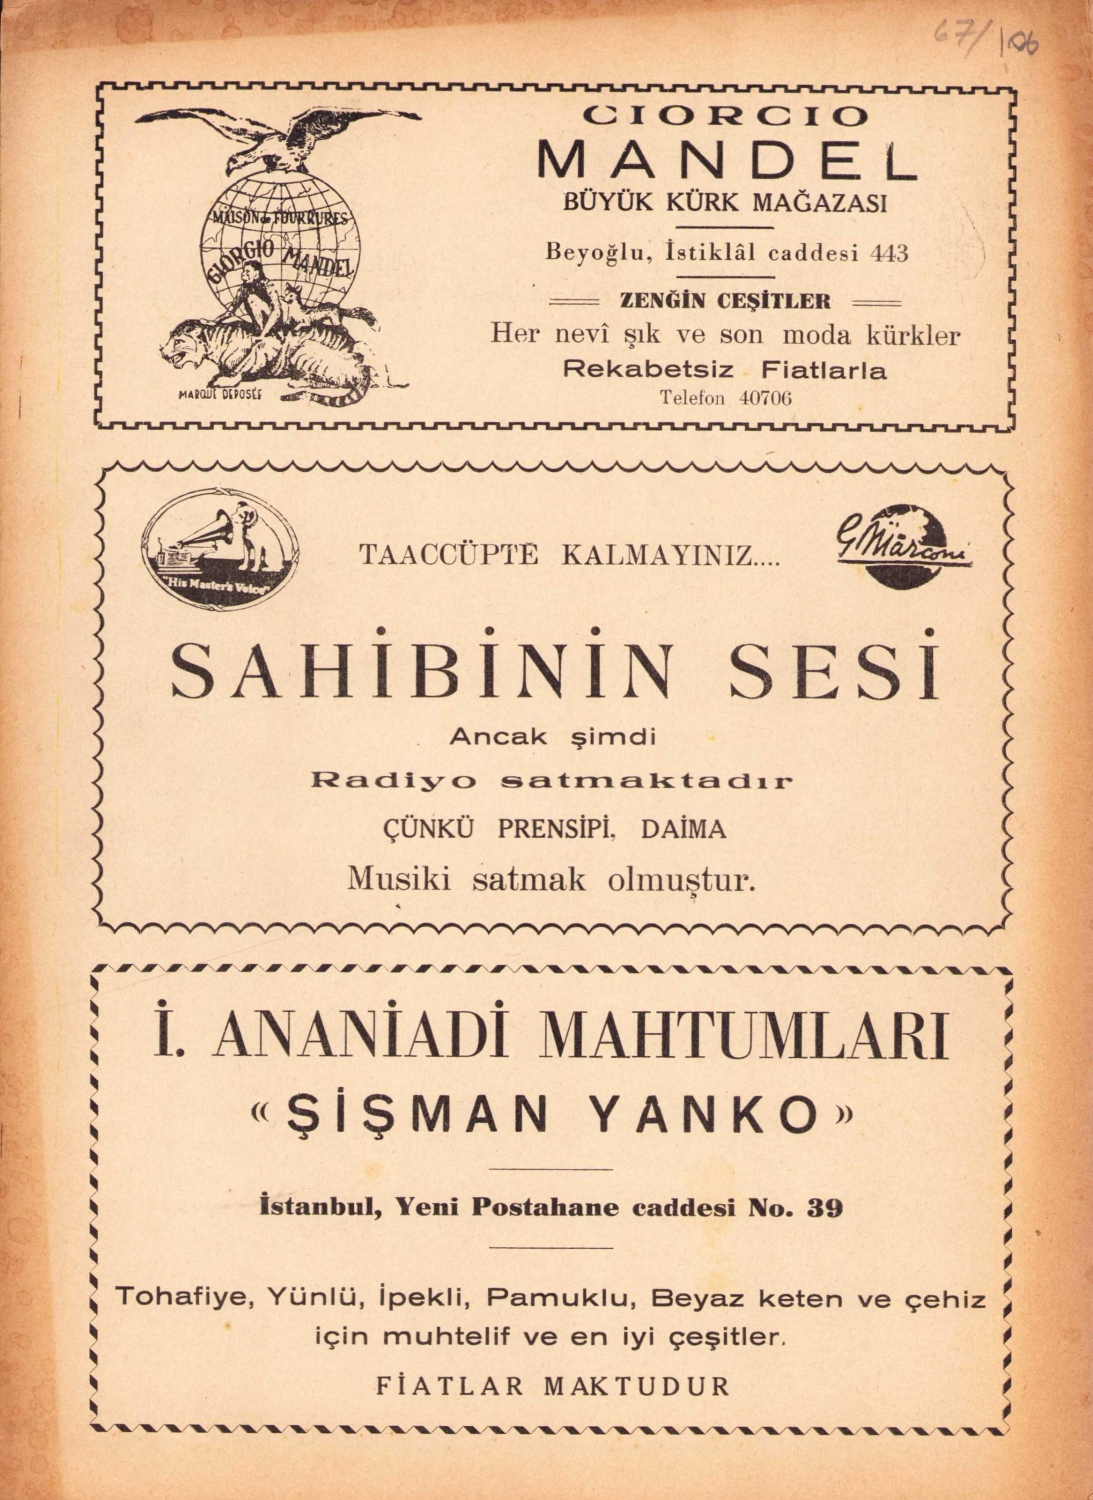 67/106
GIORGIO
MANDEL
BÜYÜK KÜRK MAĞAZASI
Beyoğlu, İstiklâl caddesi 443
ZENĞİN CEŞİTLER
Her nevî şık ve son moda kürkler
Rekabetsiz Fiatlarla
Telefon 40706
MAISON de FOURRURES
GIORGIO MANDEL
MARQUE DEPOSÉE
"His Master's Voice"
TAACCÜPTE KALMAYINIZ....
G. Marconi
SAHİBİNİN SESİ
Ancak şimdi
Radiyo satmaktadır
ÇÜNKÜ PRENSİPİ, DAİMA
Musiki satmak olmuştur.
İ. ANANİADİ MAHTUMLARI
« ŞİŞMAN YANKO »
İstanbul, Yeni Postahane caddesi No. 39
Tohafiye, Yünlü, İpekli, Pamuklu, Beyaz keten ve çehiz
için muhtelif ve en iyi çeşitler.
FİATLAR MAKTUDUR